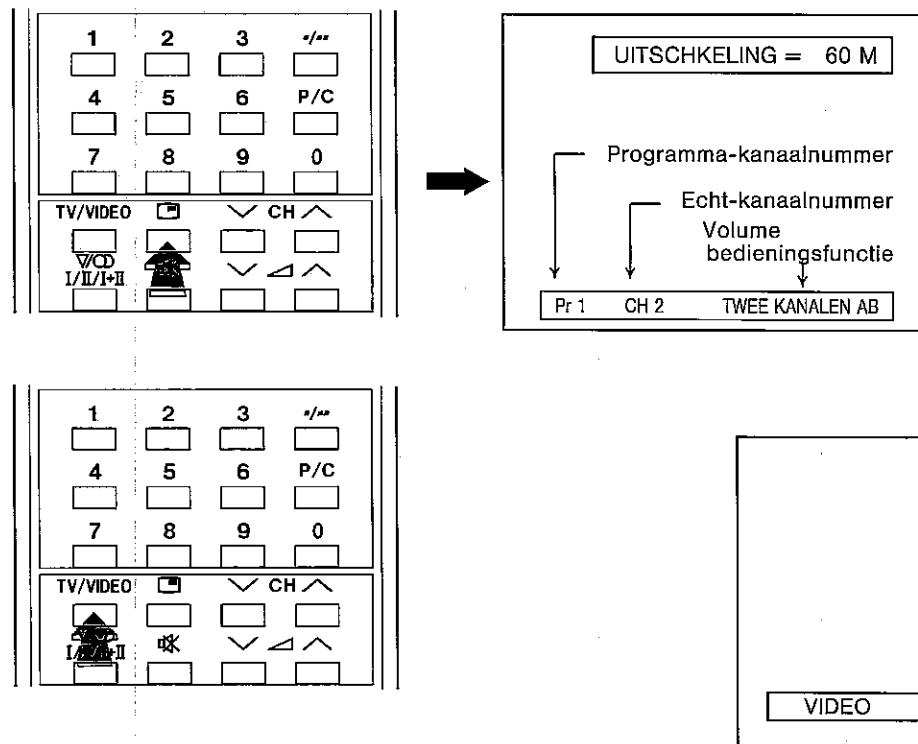 1 2 3 -/--
4 5 6 P/C
7 8 9 0
TV/VIDEO CH
I/II/I+II
UITSCHKELING = 60 M
Programma-kanaalnummer
Echt-kanaalnummer
Volume
bedieningsfunctie
Pr 1 CH 2 TWEE KANALEN AB
1 2 3 -/--
4 5 6 P/C
7 8 9 0
TV/VIDEO CH
VIDEO